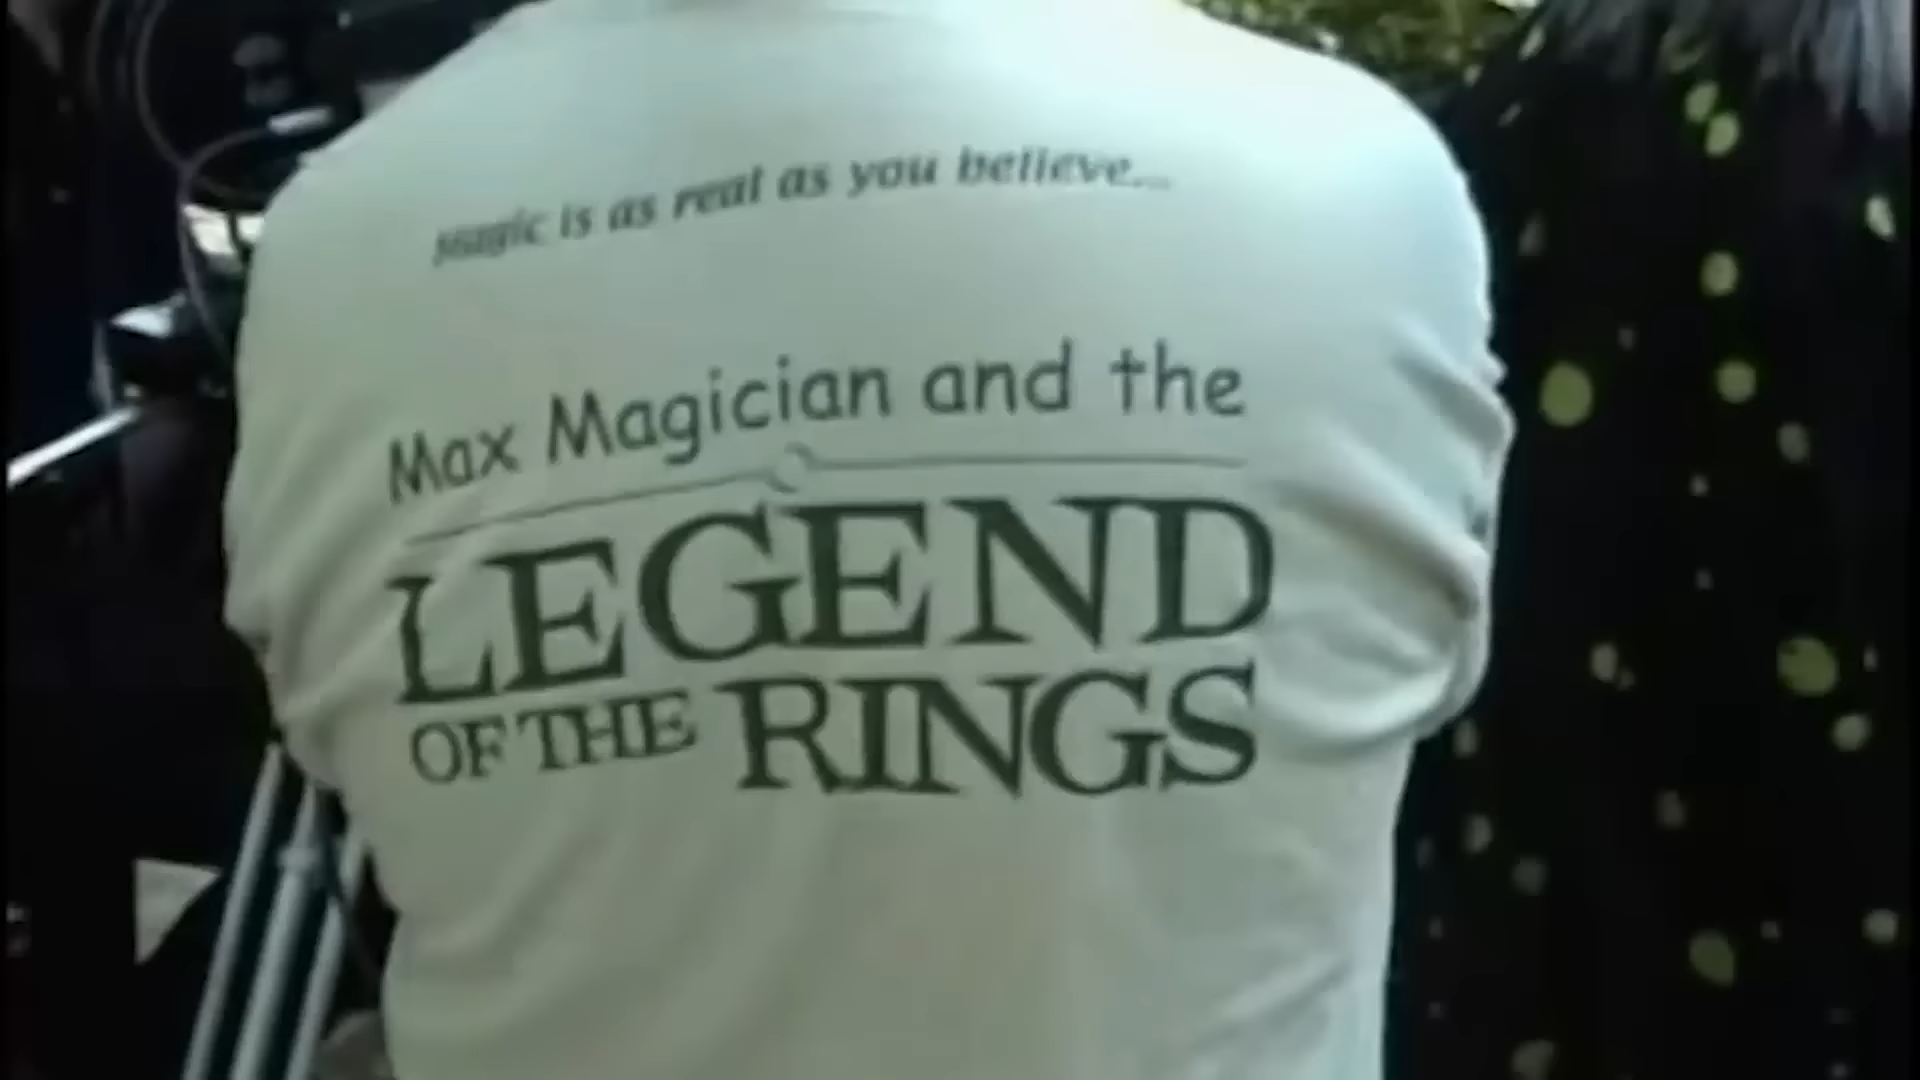 magic is as real as you believe...
Max Magician and the
LEGEND
OF THE RINGS